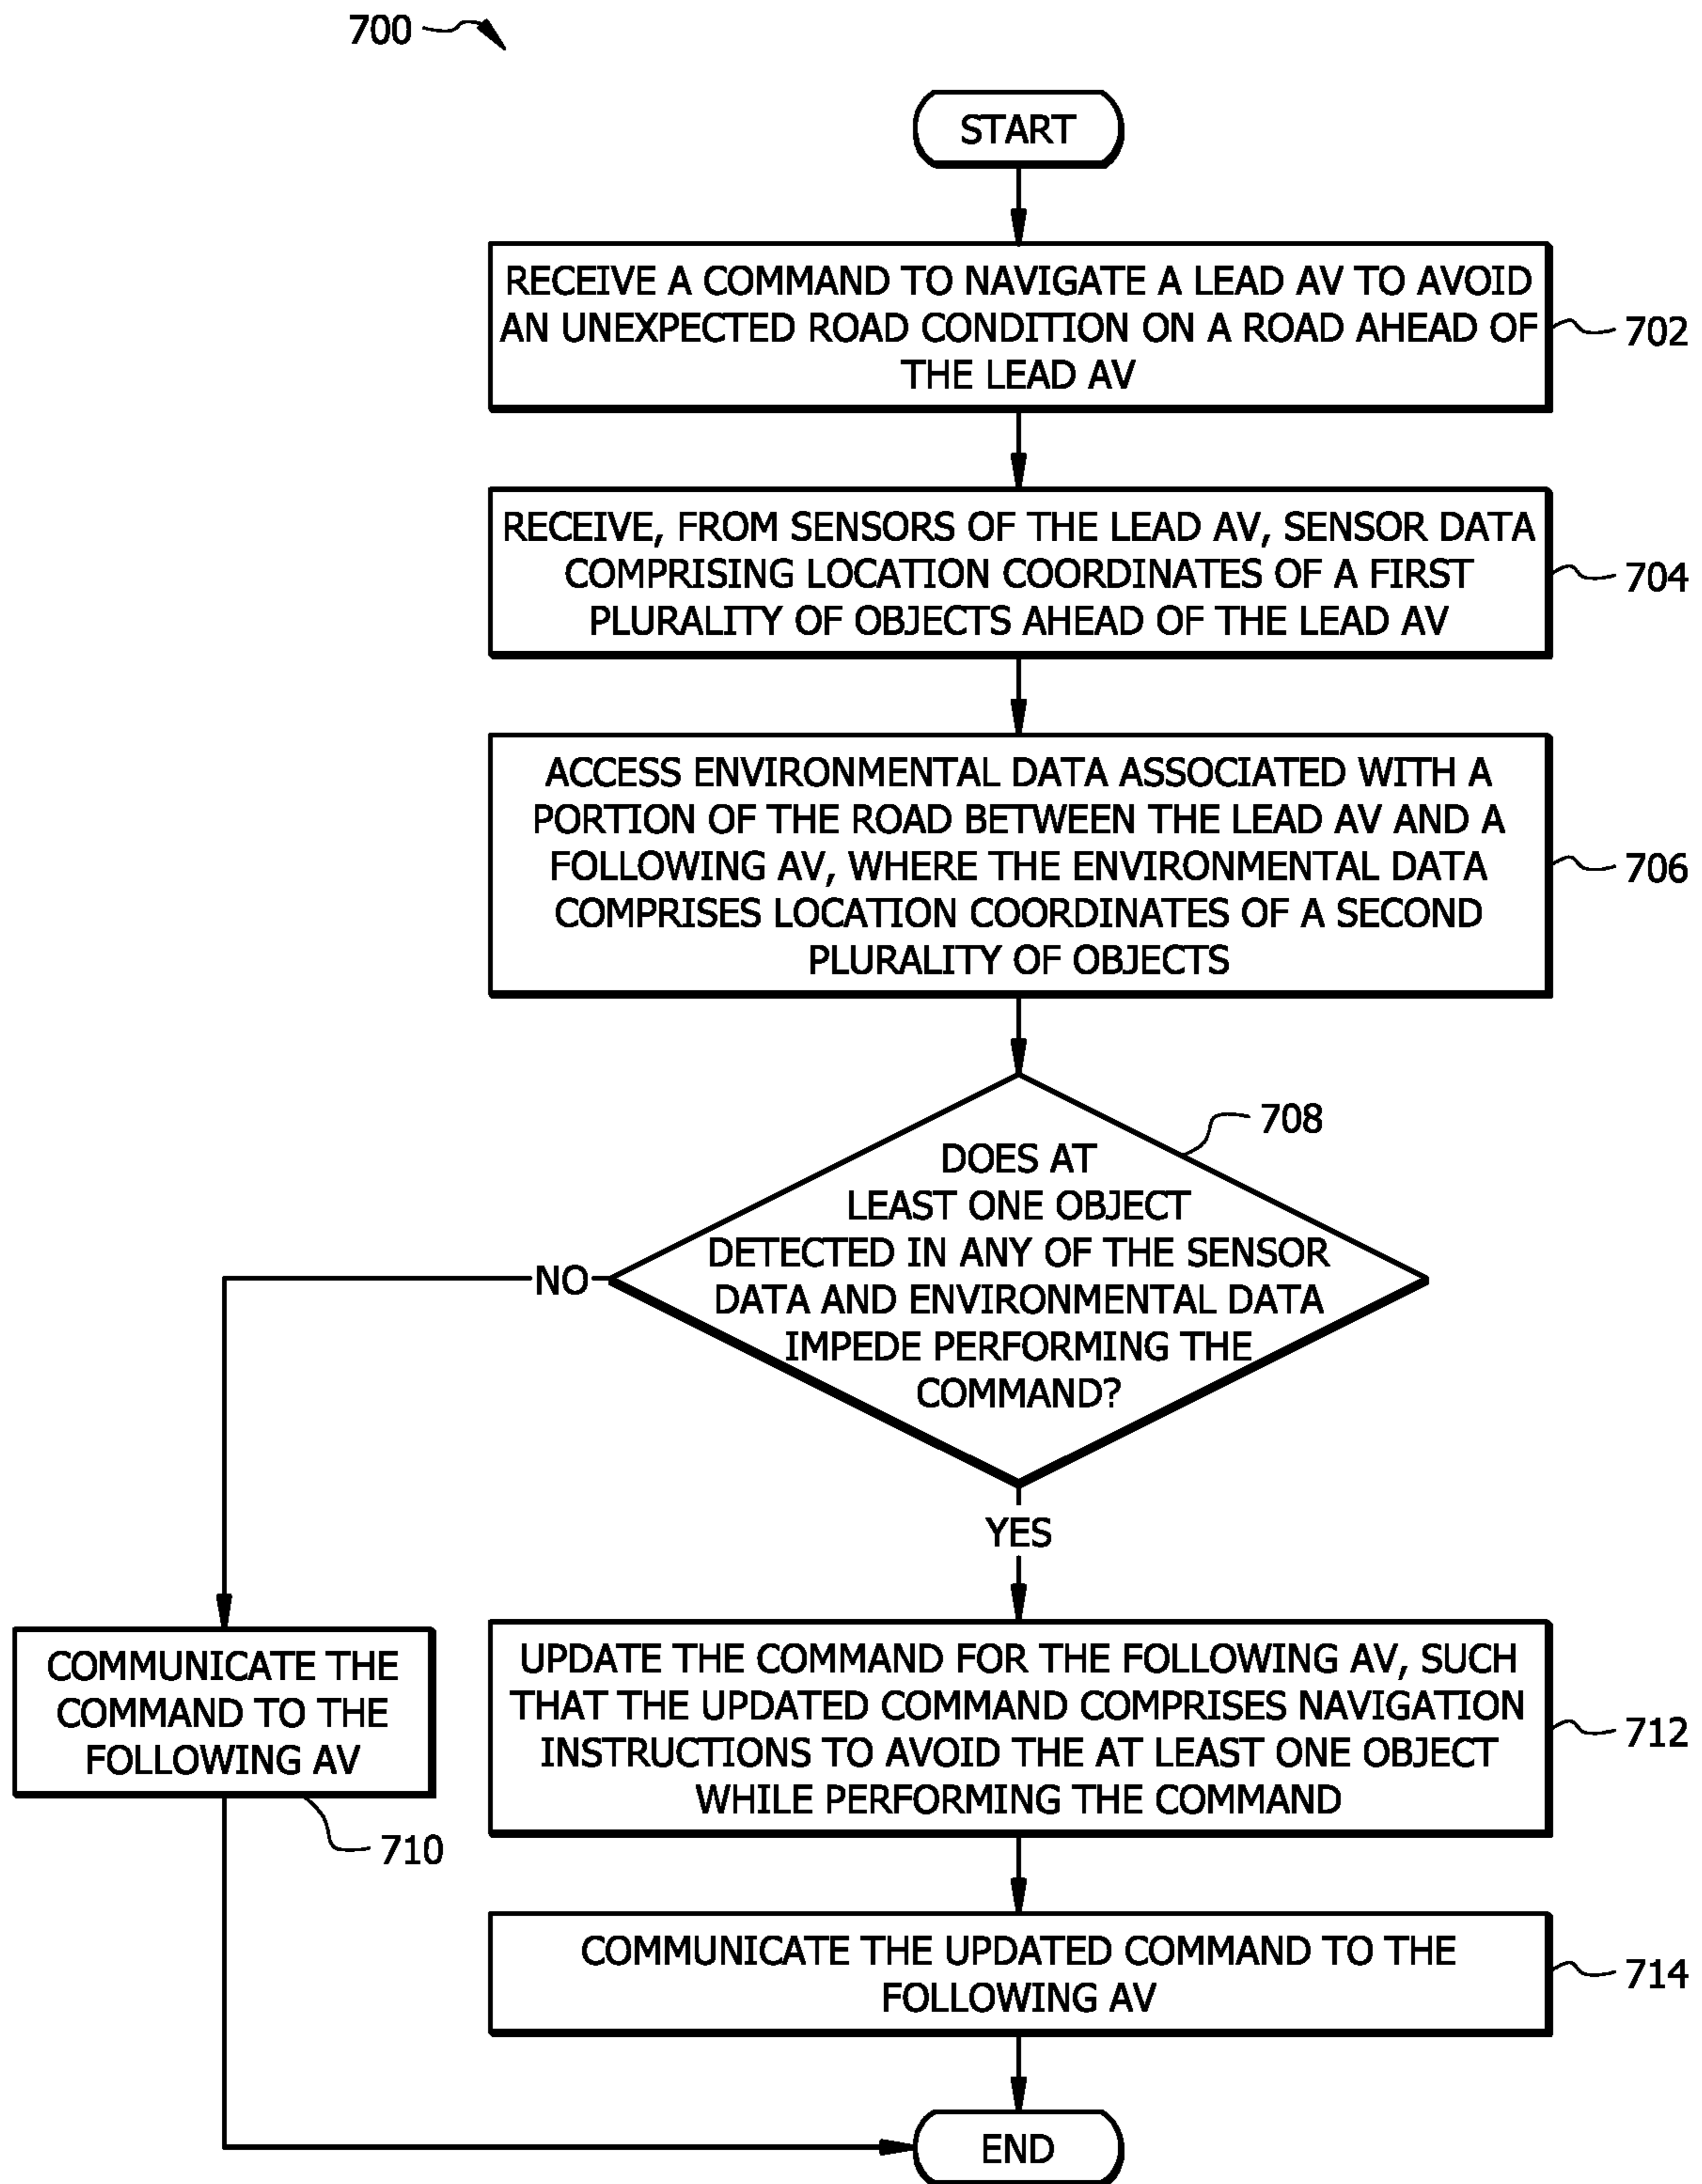 700
START
RECEIVE A COMMAND TO NAVIGATE A LEAD AV TO AVOID
AN UNEXPECTED ROAD CONDITION ON A ROAD AHEAD OF
THE LEAD AV
702
RECEIVE, FROM SENSORS OF THE LEAD AV, SENSOR DATA
COMPRISING LOCATION COORDINATES OF A FIRST
PLURALITY OF OBJECTS AHEAD OF THE LEAD AV
704
ACCESS ENVIRONMENTAL DATA ASSOCIATED WITH A
PORTION OF THE ROAD BETWEEN THE LEAD AV AND A
FOLLOWING AV, WHERE THE ENVIRONMENTAL DATA
COMPRISES LOCATION COORDINATES OF A SECOND
PLURALITY OF OBJECTS
706
708
DOES AT
LEAST ONE OBJECT
DETECTED IN ANY OF THE SENSOR
DATA AND ENVIRONMENTAL DATA
IMPEDE PERFORMING THE
COMMAND?
NO
YES
COMMUNICATE THE
COMMAND TO THE
FOLLOWING AV
710
UPDATE THE COMMAND FOR THE FOLLOWING AV, SUCH
THAT THE UPDATED COMMAND COMPRISES NAVIGATION
INSTRUCTIONS TO AVOID THE AT LEAST ONE OBJECT
WHILE PERFORMING THE COMMAND
712
COMMUNICATE THE UPDATED COMMAND TO THE
FOLLOWING AV
714
END